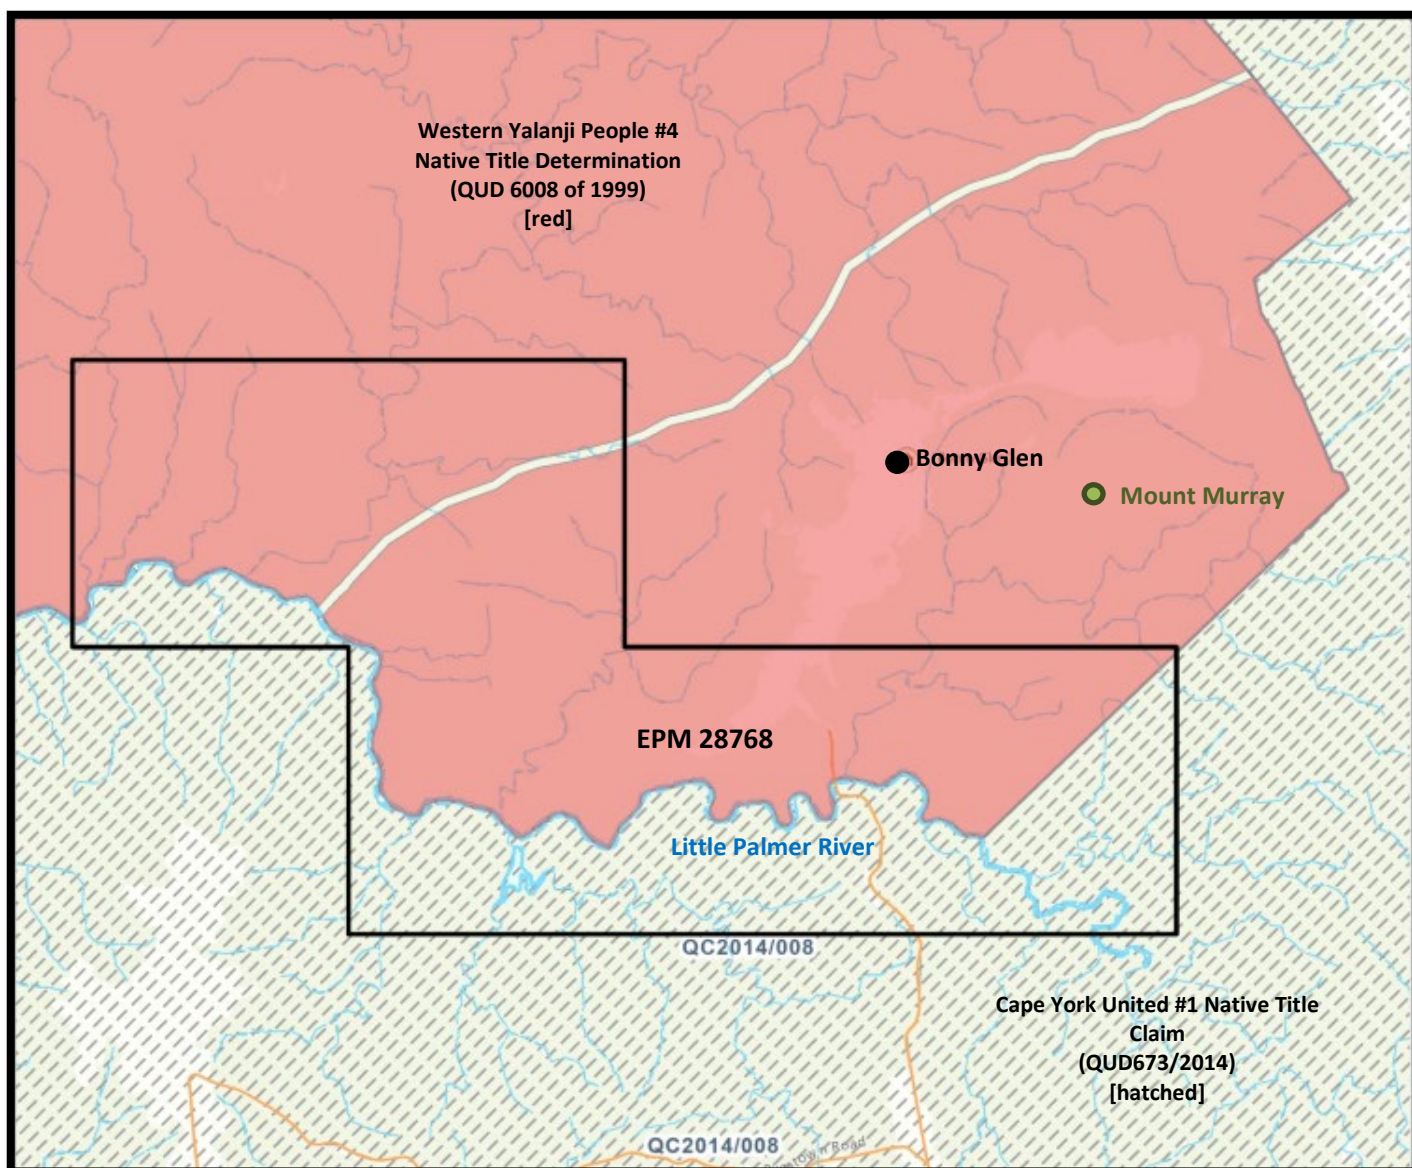 Western Yalanji People #4
Native Title Determination
(QUD 6008 of 1999)
[red]
Bonny Glen
Mount Murray
EPM 28768
Little Palmer River
QC2014/008
Cape York United #1 Native Title
Claim
(QUD673/2014)
[hatched]
QC2014/008
Road